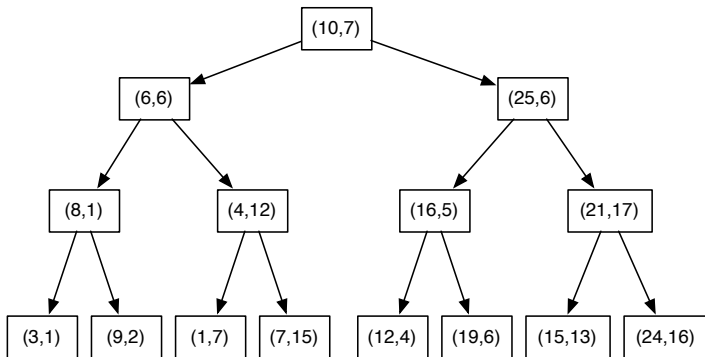 (10,7)
(6,6) (25,6)
(8,1) (4,12) (16,5) (21,17)
(3,1) (9,2) (1,7) (7,15) (12,4) (19,6) (15,13) (24,16)